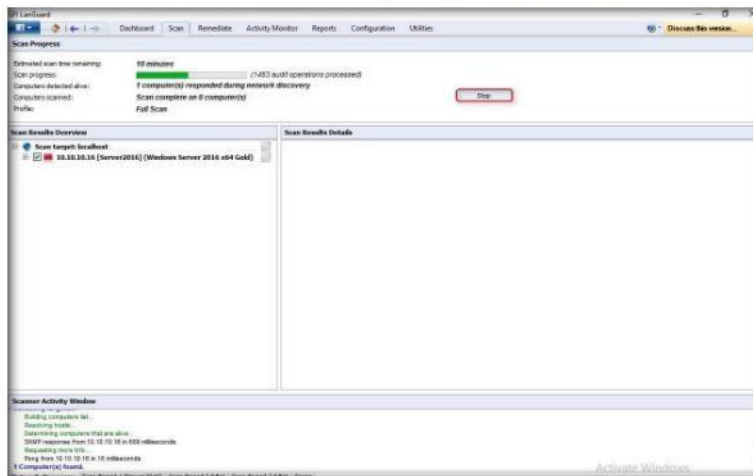 GFI LanGuard
Dashboard Scan Remediate Activity Monitor Reports Configuration Utilities Discuss this version...
Scan Progress
Estimated scan time remaining: 10 minutes
Scan progress: (1463 audit operations processed)
Computers detected alive: 1 computer(s) responded during network discovery
Computers scanned: Scan complete on 0 computer(s)
Profile: Full Scan
Stop
Scan Results Overview
Scan target: localhost
10.10.10.16 [Server2016] (Windows Server 2016 x64 Gold)
Scan Results Details
Scanner Activity Window
Building computers list...
Resolving hosts...
Determining computers that are alive...
SNMP response from 10.10.10.16 in 609 milliseconds
Requesting more info...
Pong from 10.10.10.16 in 16 milliseconds
1 Computer(s) found.
Activate Windows